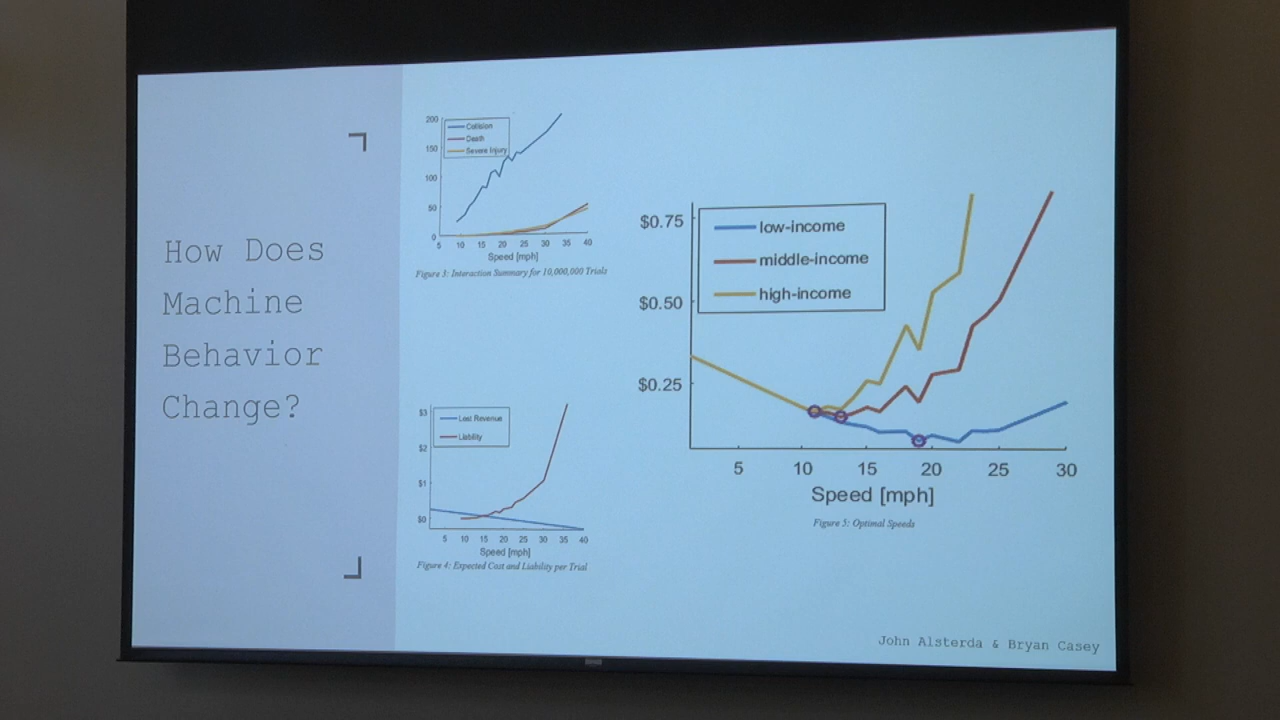 How Does
Machine
Behavior
Change?
200
150
100
50
0
Collision
Death
Severe Injury
5 10 15 20 25 30 35 40
Speed [mph]
Figure 3: Interaction Summary for 10,000,000 Trials
$3
$2
$1
$0
Lost Revenue
Liability
5 10 15 20 25 30 35 40
Speed [mph]
Figure 4: Expected Cost and Liability per Trial
$0.75
$0.50
$0.25
low-income
middle-income
high-income
5 10 15 20 25 30
Speed [mph]
Figure 5: Optimal Speeds
John Alsterda & Bryan Casey